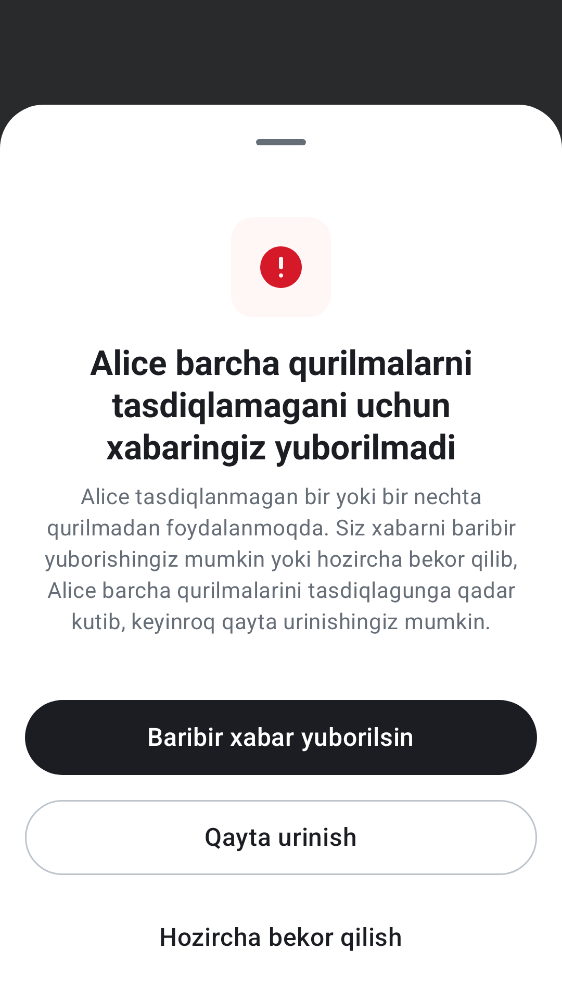 Alice barcha qurilmalarni
tasdiqlamagani uchun
xabaringiz yuborilmadi
Alice tasdiqlanmagan bir yoki bir nechta
qurilmadan foydalanmoqda. Siz xabarni baribir
yuborishingiz mumkin yoki hozircha bekor qilib,
Alice barcha qurilmalarini tasdiqlagunga qadar
kutib, keyinroq qayta urinishingiz mumkin.
Baribir xabar yuborilsin
Qayta urinish
Hozircha bekor qilish